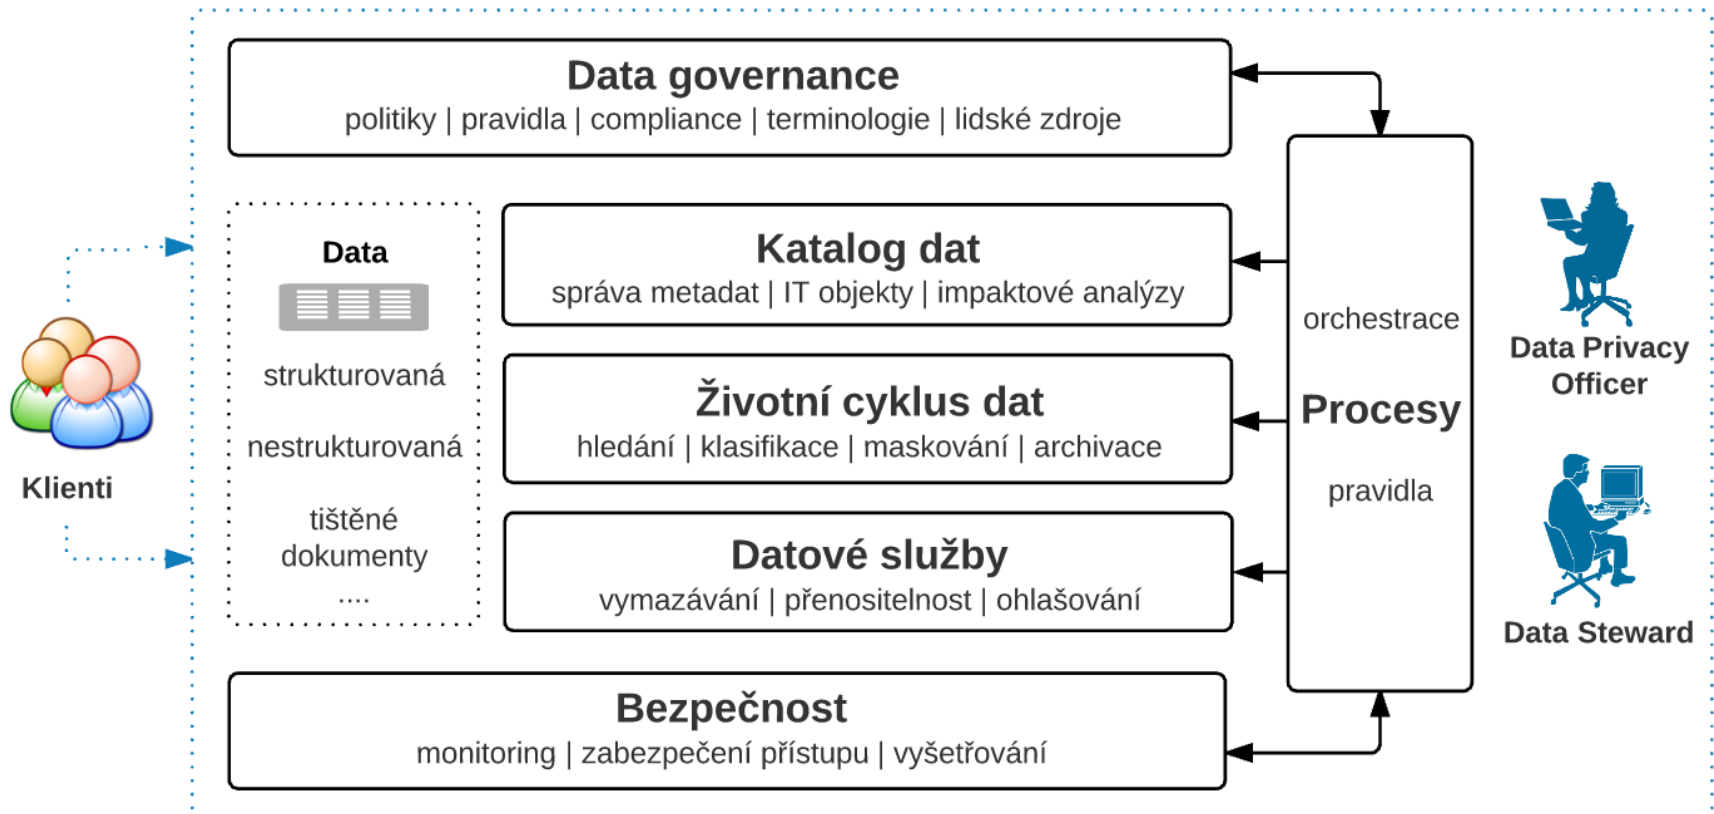 Data governance
politiky | pravidla | compliance | terminologie | lidské zdroje
Klienti
Data
strukturovaná
nestrukturovaná
tištěné
dokumenty
....
Katalog dat
správa metadat | IT objekty | impaktové analýzy
Životní cyklus dat
hledání | klasifikace | maskování | archivace
Datové služby
vymazávání | přenositelnost | ohlašování
Bezpečnost
monitoring | zabezpečení přístupu | vyšetřování
orchestrace
Procesy
pravidla
Data Privacy
Officer
Data Steward